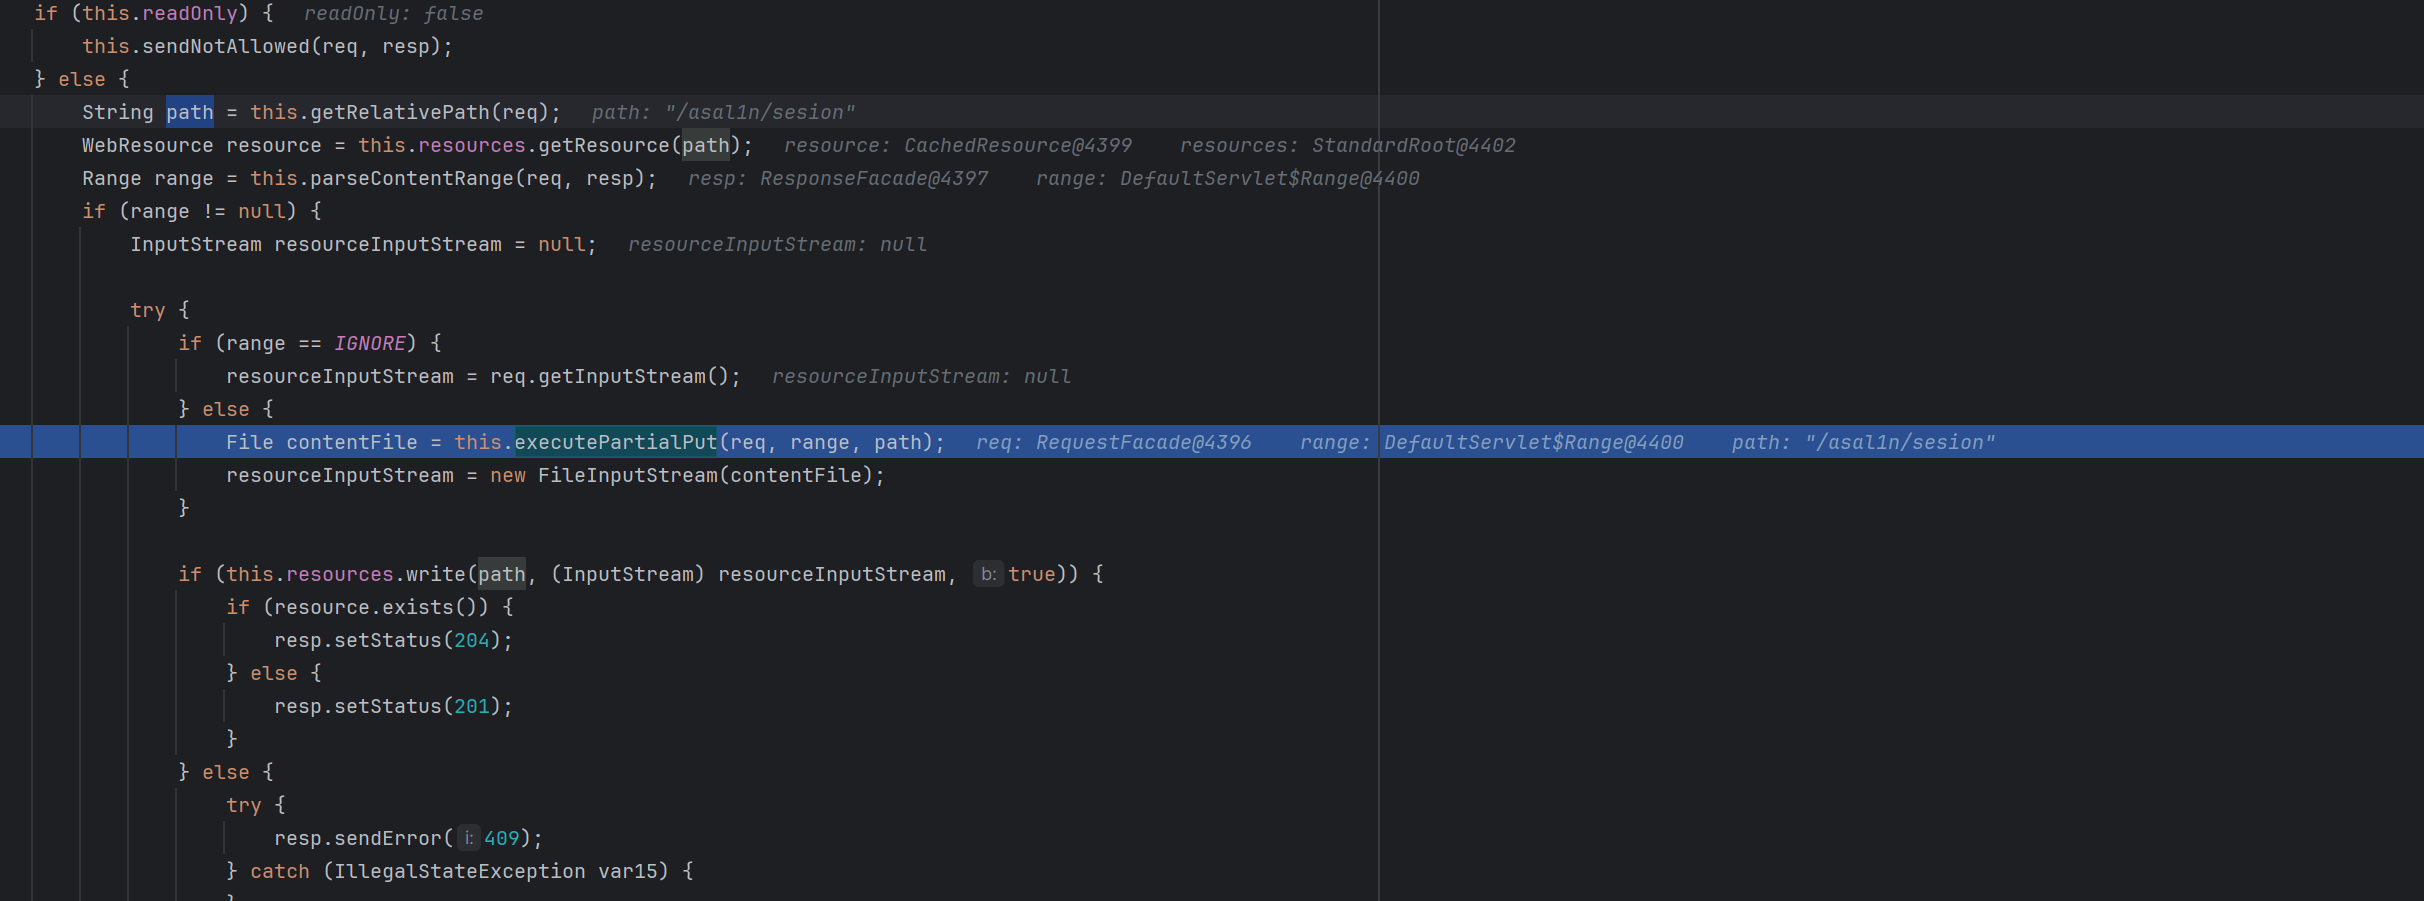 if (this.readOnly) {  readOnly: false
    this.sendNotAllowed(req, resp);
} else {
    String path = this.getRelativePath(req);  path: "/asal1n/sesion"
    WebResource resource = this.resources.getResource(path);  resource: CachedResource@4399    resources: StandardRoot@4402
    Range range = this.parseContentRange(req, resp);  resp: ResponseFacade@4397    range: DefaultServlet$Range@4400
    if (range != null) {
        InputStream resourceInputStream = null;  resourceInputStream: null

        try {
            if (range == IGNORE) {
                resourceInputStream = req.getInputStream();  resourceInputStream: null
            } else {
                File contentFile = this.executePartialPut(req, range, path);  req: RequestFacade@4396    range: DefaultServlet$Range@4400    path: "/asal1n/sesion"
                resourceInputStream = new FileInputStream(contentFile);
            }

            if (this.resources.write(path, (InputStream) resourceInputStream, b: true)) {
                if (resource.exists()) {
                    resp.setStatus(204);
                } else {
                    resp.setStatus(201);
                }
            } else {
                try {
                    resp.sendError(i: 409);
                } catch (IllegalStateException var15) {